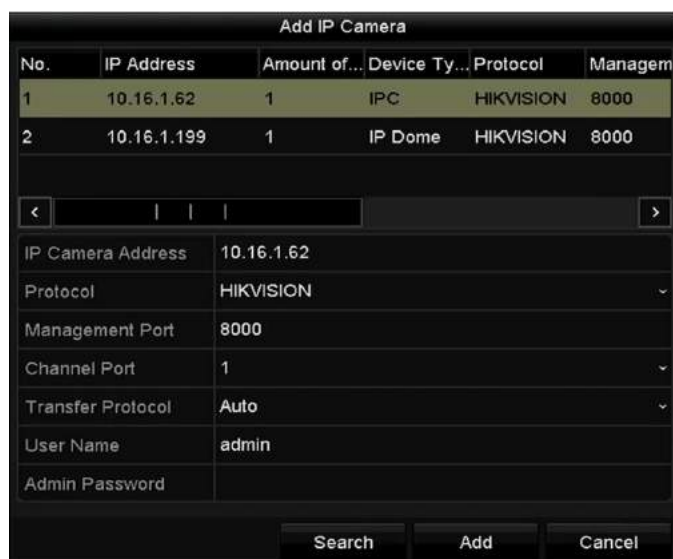 Add IP Camera
No. IP Address Amount of... Device Ty... Protocol Managem
1 10.16.1.62 1 IPC HIKVISION 8000
2 10.16.1.199 1 IP Dome HIKVISION 8000
IP Camera Address 10.16.1.62
Protocol HIKVISION
Management Port 8000
Channel Port 1
Transfer Protocol Auto
User Name admin
Admin Password
Search Add Cancel